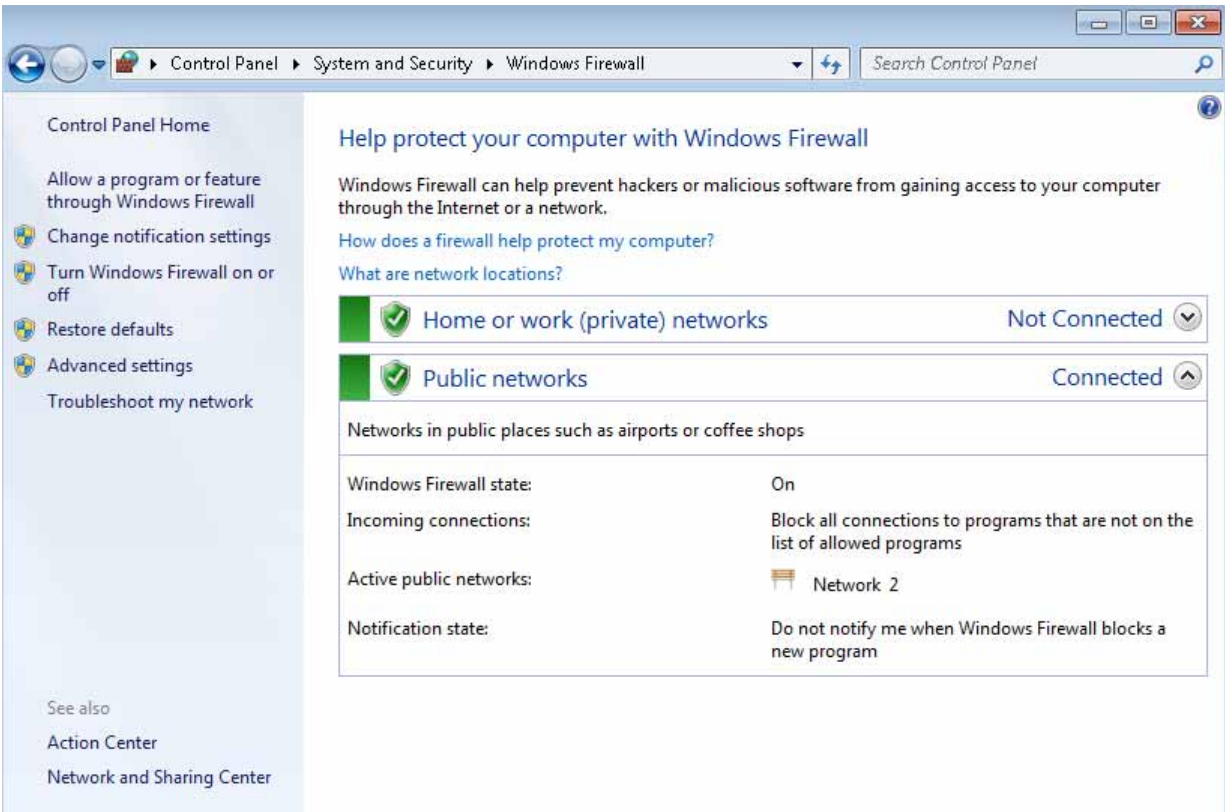 Control Panel ▸ System and Security ▸ Windows Firewall
Search Control Panel
Control Panel Home
Allow a program or feature
through Windows Firewall
Change notification settings
Turn Windows Firewall on or
off
Restore defaults
Advanced settings
Troubleshoot my network
See also
Action Center
Network and Sharing Center
Help protect your computer with Windows Firewall
Windows Firewall can help prevent hackers or malicious software from gaining access to your computer
through the Internet or a network.
How does a firewall help protect my computer?
What are network locations?
Home or work (private) networks Not Connected
Public networks Connected
Networks in public places such as airports or coffee shops
Windows Firewall state: On
Incoming connections: Block all connections to programs that are not on the
list of allowed programs
Active public networks: Network 2
Notification state: Do not notify me when Windows Firewall blocks a
new program